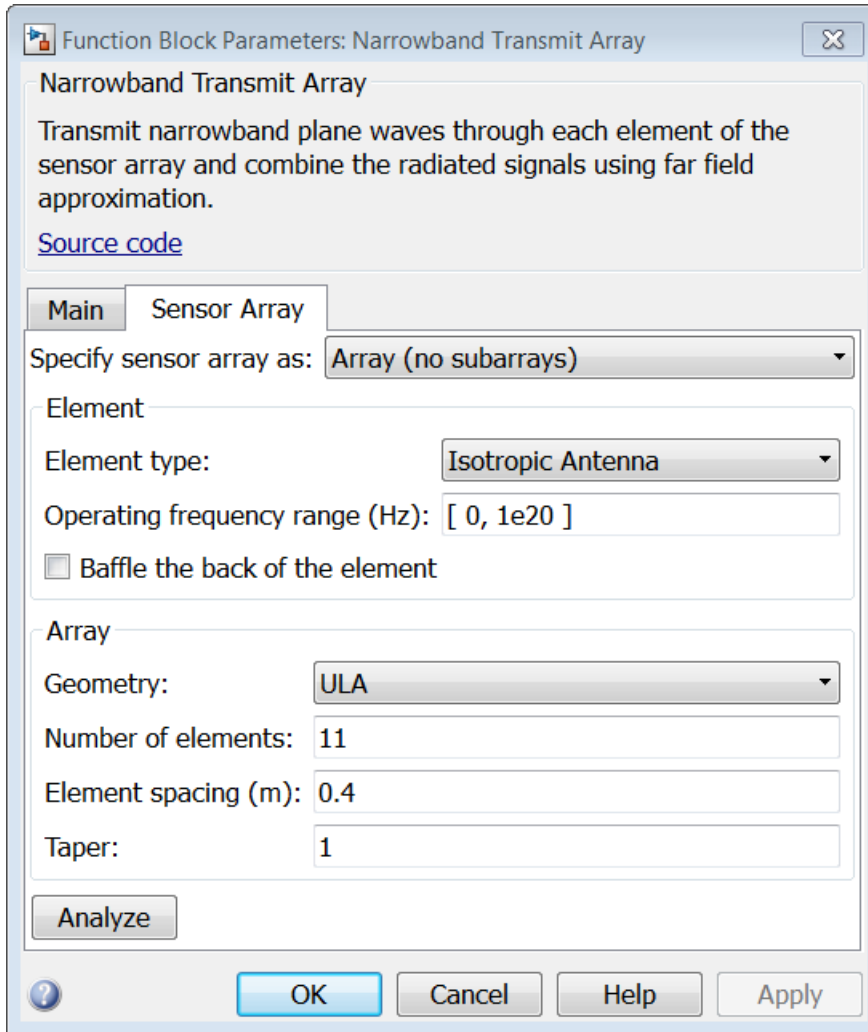 Function Block Parameters: Narrowband Transmit Array
Narrowband Transmit Array
Transmit narrowband plane waves through each element of the
sensor array and combine the radiated signals using far field
approximation.
Source code
Main
Sensor Array
Specify sensor array as: Array (no subarrays)
Element
Element type: Isotropic Antenna
Operating frequency range (Hz): [ 0, 1e20 ]
Baffle the back of the element
Array
Geometry: ULA
Number of elements: 11
Element spacing (m): 0.4
Taper: 1
Analyze
? OK Cancel Help Apply